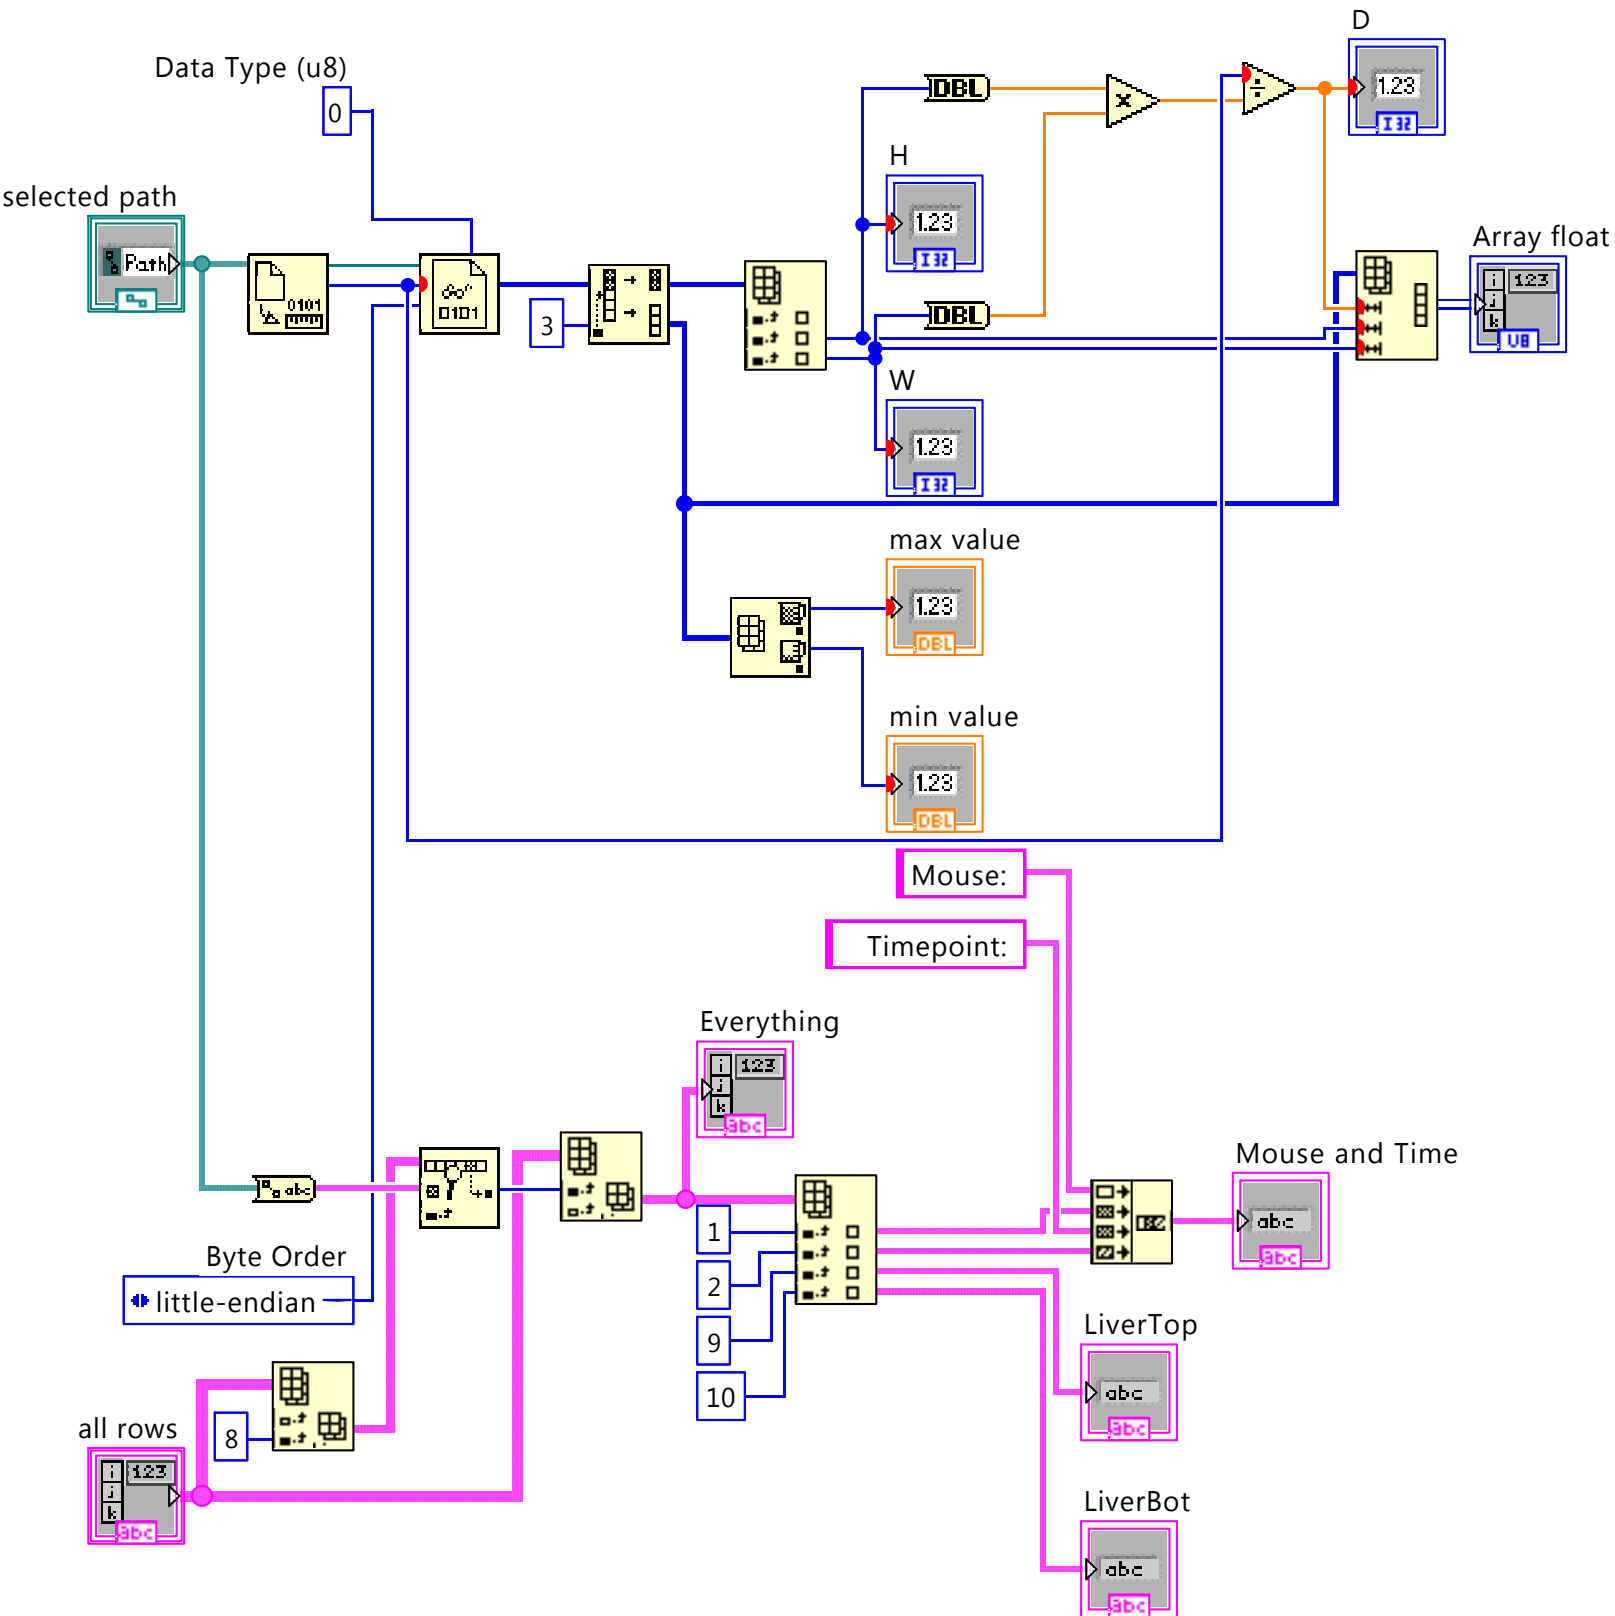 D
1.23
I32
Data Type (u8)
0
DBL
x
÷
H
1.23
I32
selected path
Path
0101
0101
3
DBL
Array float
i
j
k
123
U8
W
1.23
I32
max value
1.23
DBL
min value
1.23
DBL
Mouse:
Timepoint:
Everything
i
j
k
123
abc
abc
Mouse and Time
abc
abc
1
2
9
10
Byte Order
little-endian
LiverTop
abc
abc
8
all rows
i
j
k
123
abc
LiverBot
abc
abc